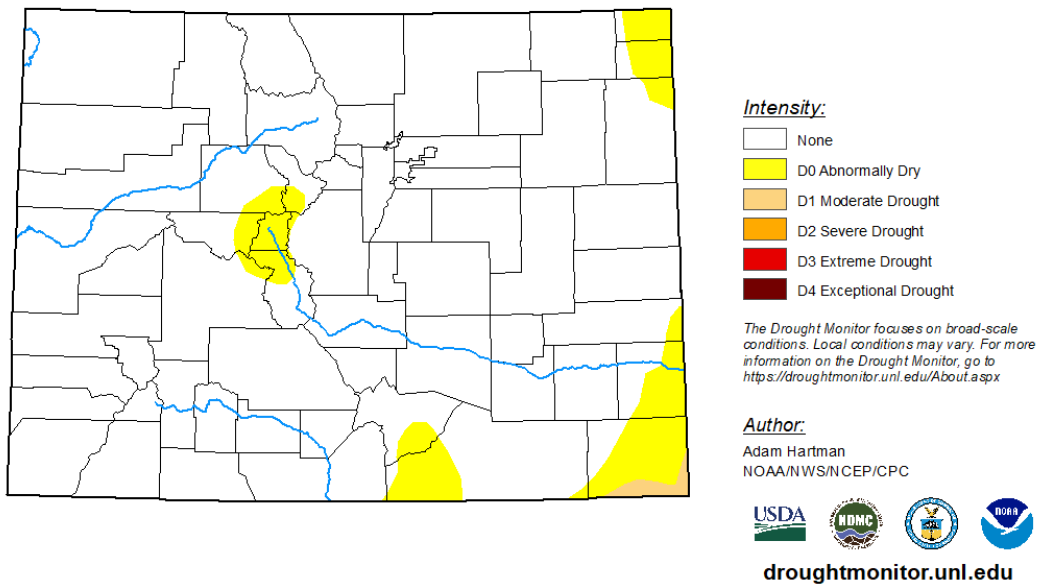 Intensity:
None
D0 Abnormally Dry
D1 Moderate Drought
D2 Severe Drought
D3 Extreme Drought
D4 Exceptional Drought
The Drought Monitor focuses on broad-scale
conditions. Local conditions may vary. For more
information on the Drought Monitor, go to
https://droughtmonitor.unl.edu/About.aspx
Author:
Adam Hartman
NOAA/NWS/NCEP/CPC
USDA
NDMC
NOAA
droughtmonitor.unl.edu